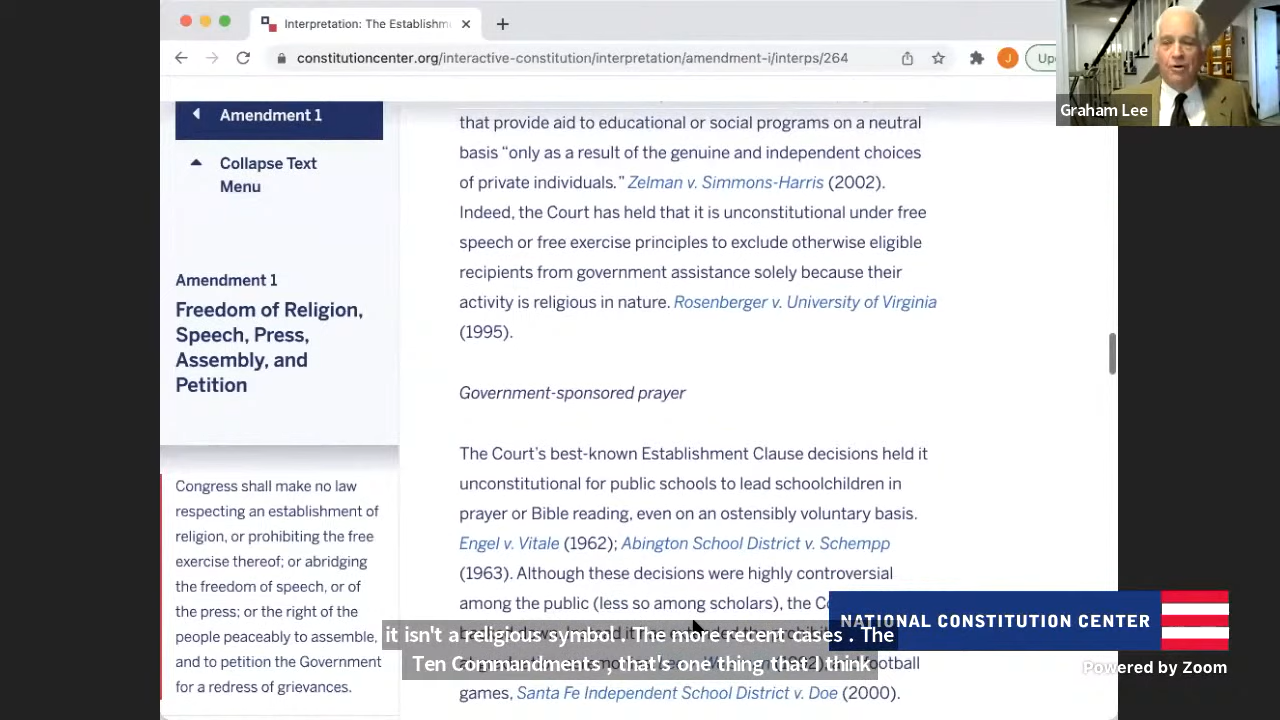 Interpretation: The Establishm
constitutioncenter.org/interactive-constitution/interpretation/amendment-i/interps/264
J
Up
Graham Lee
Amendment 1
Collapse Text
Menu
Amendment 1
Freedom of Religion,
Speech, Press,
Assembly, and
Petition
Congress shall make no law
respecting an establishment of
religion, or prohibiting the free
exercise thereof; or abridging
the freedom of speech, or of
the press; or the right of the
people peaceably to assemble,
and to petition the Government
for a redress of grievances.
that provide aid to educational or social programs on a neutral
basis “only as a result of the genuine and independent choices
of private individuals.” Zelman v. Simmons-Harris (2002).
Indeed, the Court has held that it is unconstitutional under free
speech or free exercise principles to exclude otherwise eligible
recipients from government assistance solely because their
activity is religious in nature. Rosenberger v. University of Virginia
(1995).
Government-sponsored prayer
The Court’s best-known Establishment Clause decisions held it
unconstitutional for public schools to lead schoolchildren in
prayer or Bible reading, even on an ostensibly voluntary basis.
Engel v. Vitale (1962); Abington School District v. Schempp
(1963). Although these decisions were highly controversial
among the public (less so among scholars), the
football
games, Santa Fe Independent School District v. Doe (2000).
it isn't a religious symbol . The more recent cases . The
Ten Commandments , that's one thing that I think
NATIONAL CONSTITUTION CENTER
Powered by Zoom